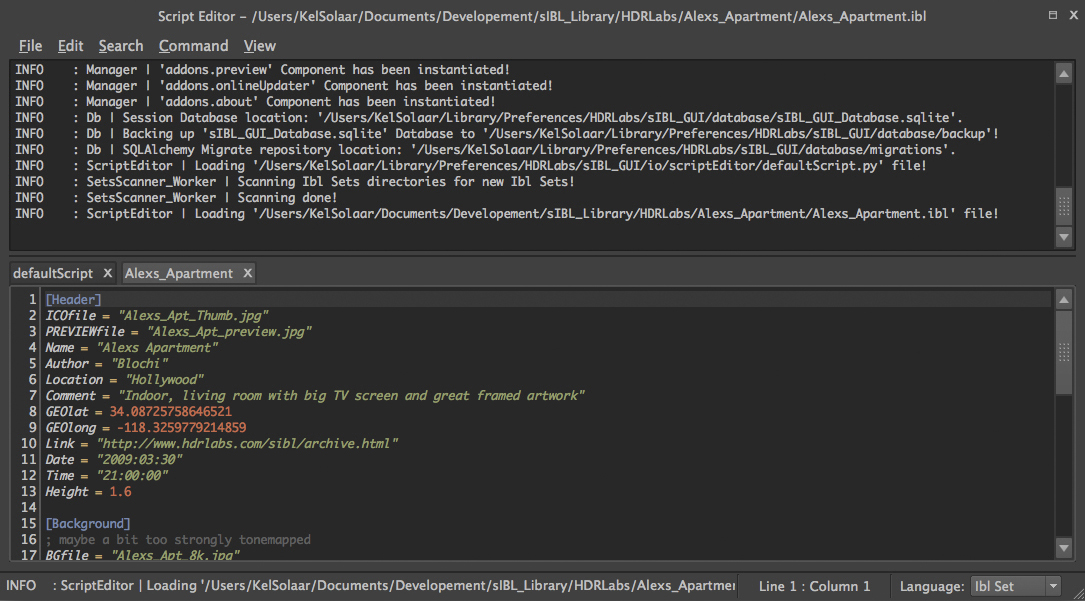 Script Editor - /Users/KelSolaar/Documents/Developement/sIBL_Library/HDRLabs/Alexs_Apartment/Alexs_Apartment.ibl
File Edit Search Command View
INFO : Manager | 'addons.preview' Component has been instantiated!
INFO : Manager | 'addons.onlineUpdater' Component has been instantiated!
INFO : Manager | 'addons.about' Component has been instantiated!
INFO : Db | Session Database location: '/Users/KelSolaar/Library/Preferences/HDRLabs/sIBL_GUI/database/sIBL_GUI_Database.sqlite'.
INFO : Db | Backing up 'sIBL_GUI_Database.sqlite' Database to '/Users/KelSolaar/Library/Preferences/HDRLabs/sIBL_GUI/database/backup'!
INFO : Db | SQLAlchemy Migrate repository location: '/Users/KelSolaar/Library/Preferences/HDRLabs/sIBL_GUI/database/migrations'.
INFO : ScriptEditor | Loading '/Users/KelSolaar/Library/Preferences/HDRLabs/sIBL_GUI/io/scriptEditor/defaultScript.py' file!
INFO : SetsScanner_Worker | Scanning Ibl Sets directories for new Ibl Sets!
INFO : SetsScanner_Worker | Scanning done!
INFO : ScriptEditor | Loading '/Users/KelSolaar/Documents/Developement/sIBL_Library/HDRLabs/Alexs_Apartment/Alexs_Apartment.ibl' file!
defaultScript X Alexs_Apartment X
1 [Header]
2 ICOfile = "Alexs_Apt_Thumb.jpg"
3 PREVIEWfile = "Alexs_Apt_preview.jpg"
4 Name = "Alexs Apartment"
5 Author = "Blochi"
6 Location = "Hollywood"
7 Comment = "Indoor, living room with big TV screen and great framed artwork"
8 GEOlat = 34.08725758646521
9 GEOlong = -118.3259779214859
10 Link = "http://www.hdrlabs.com/sibl/archive.html"
11 Date = "2009:03:30"
12 Time = "21:00:00"
13 Height = 1.6
14
15 [Background]
16 ; maybe a bit too strongly tonemapped
17 BGfile = "Alexs_Apt_8k.jpg"
INFO : ScriptEditor | Loading '/Users/KelSolaar/Documents/Developement/sIBL_Library/HDRLabs/Alexs_Apartmen Line 1 : Column 1 Language: Ibl Set